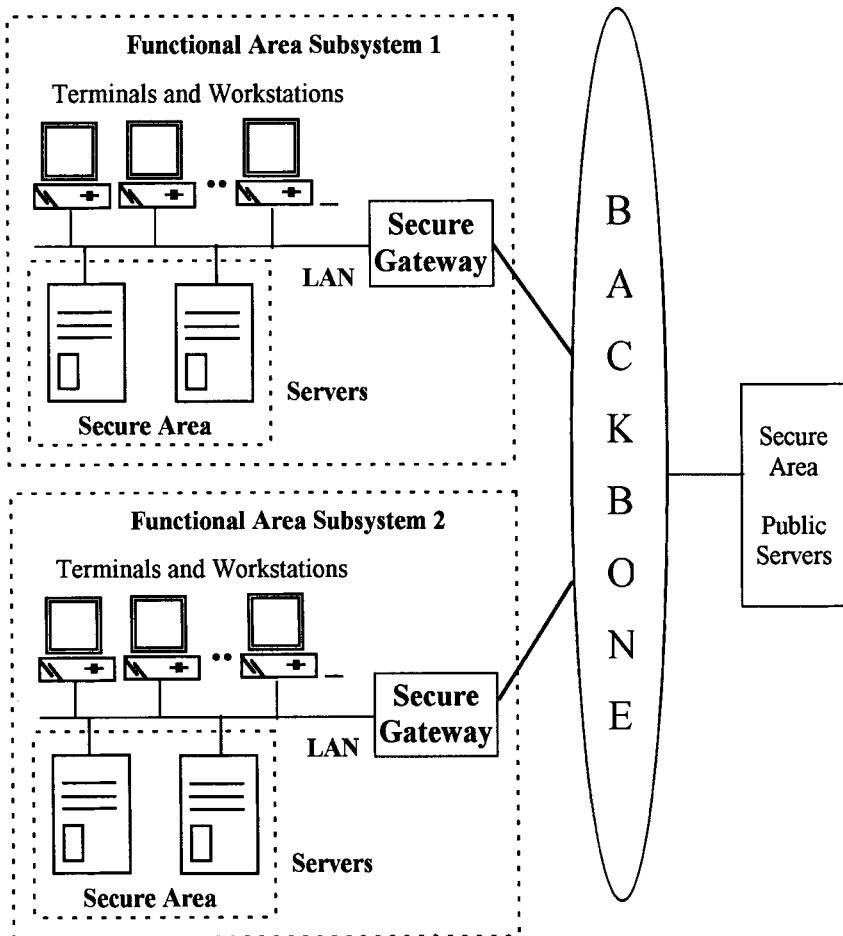 Functional Area Subsystem 1
Terminals and Workstations
Secure
Gateway
LAN
Servers
Secure Area
Functional Area Subsystem 2
Terminals and Workstations
Secure
Gateway
LAN
Servers
Secure Area
B
A
C
K
B
O
N
E
Secure
Area
Public
Servers